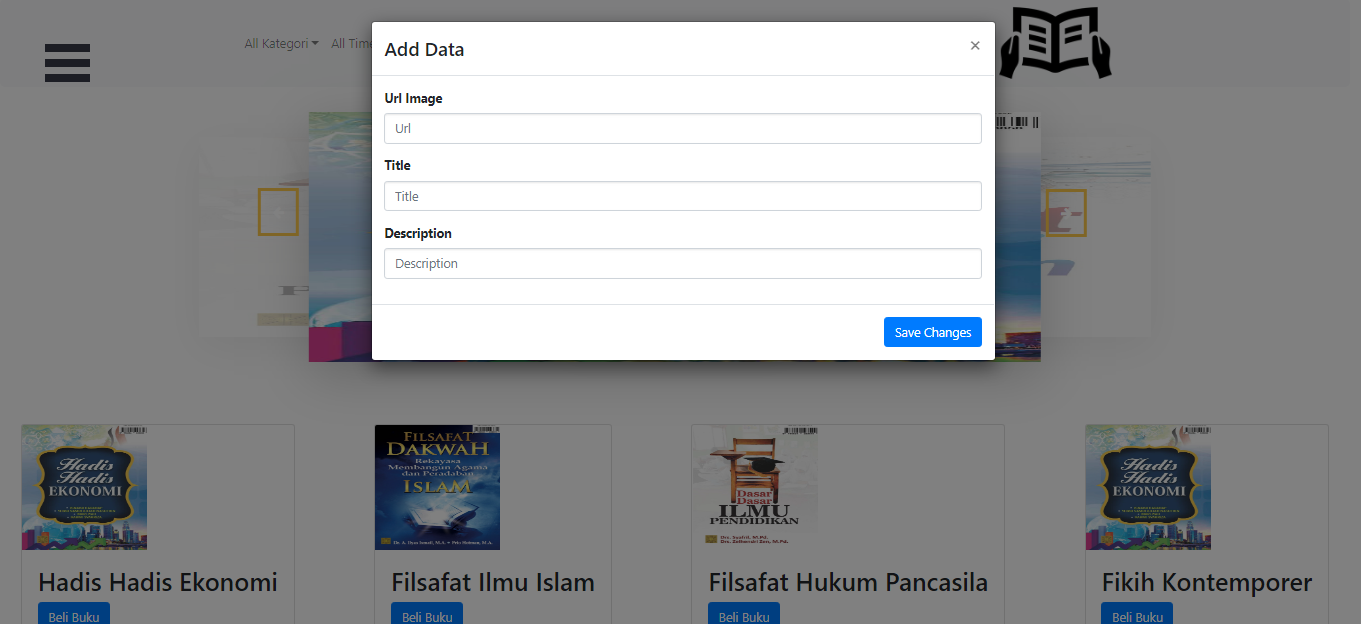 All Kategori
All Time
Add Data
×
Url Image
Url
Title
Title
Description
Description
Save Changes
Hadis
Hadis
EKONOMI
FILSAFAT
DAKWAH
Rekayasa
Membangun Agama
dan Peradaban
ISLAM
Dasar
Dasar
ILMU
PENDIDIKAN
Hadis
Hadis
EKONOMI
Hadis Hadis Ekonomi
Filsafat Ilmu Islam
Filsafat Hukum Pancasila
Fikih Kontemporer
Beli Buku
Beli Buku
Beli Buku
Beli Buku